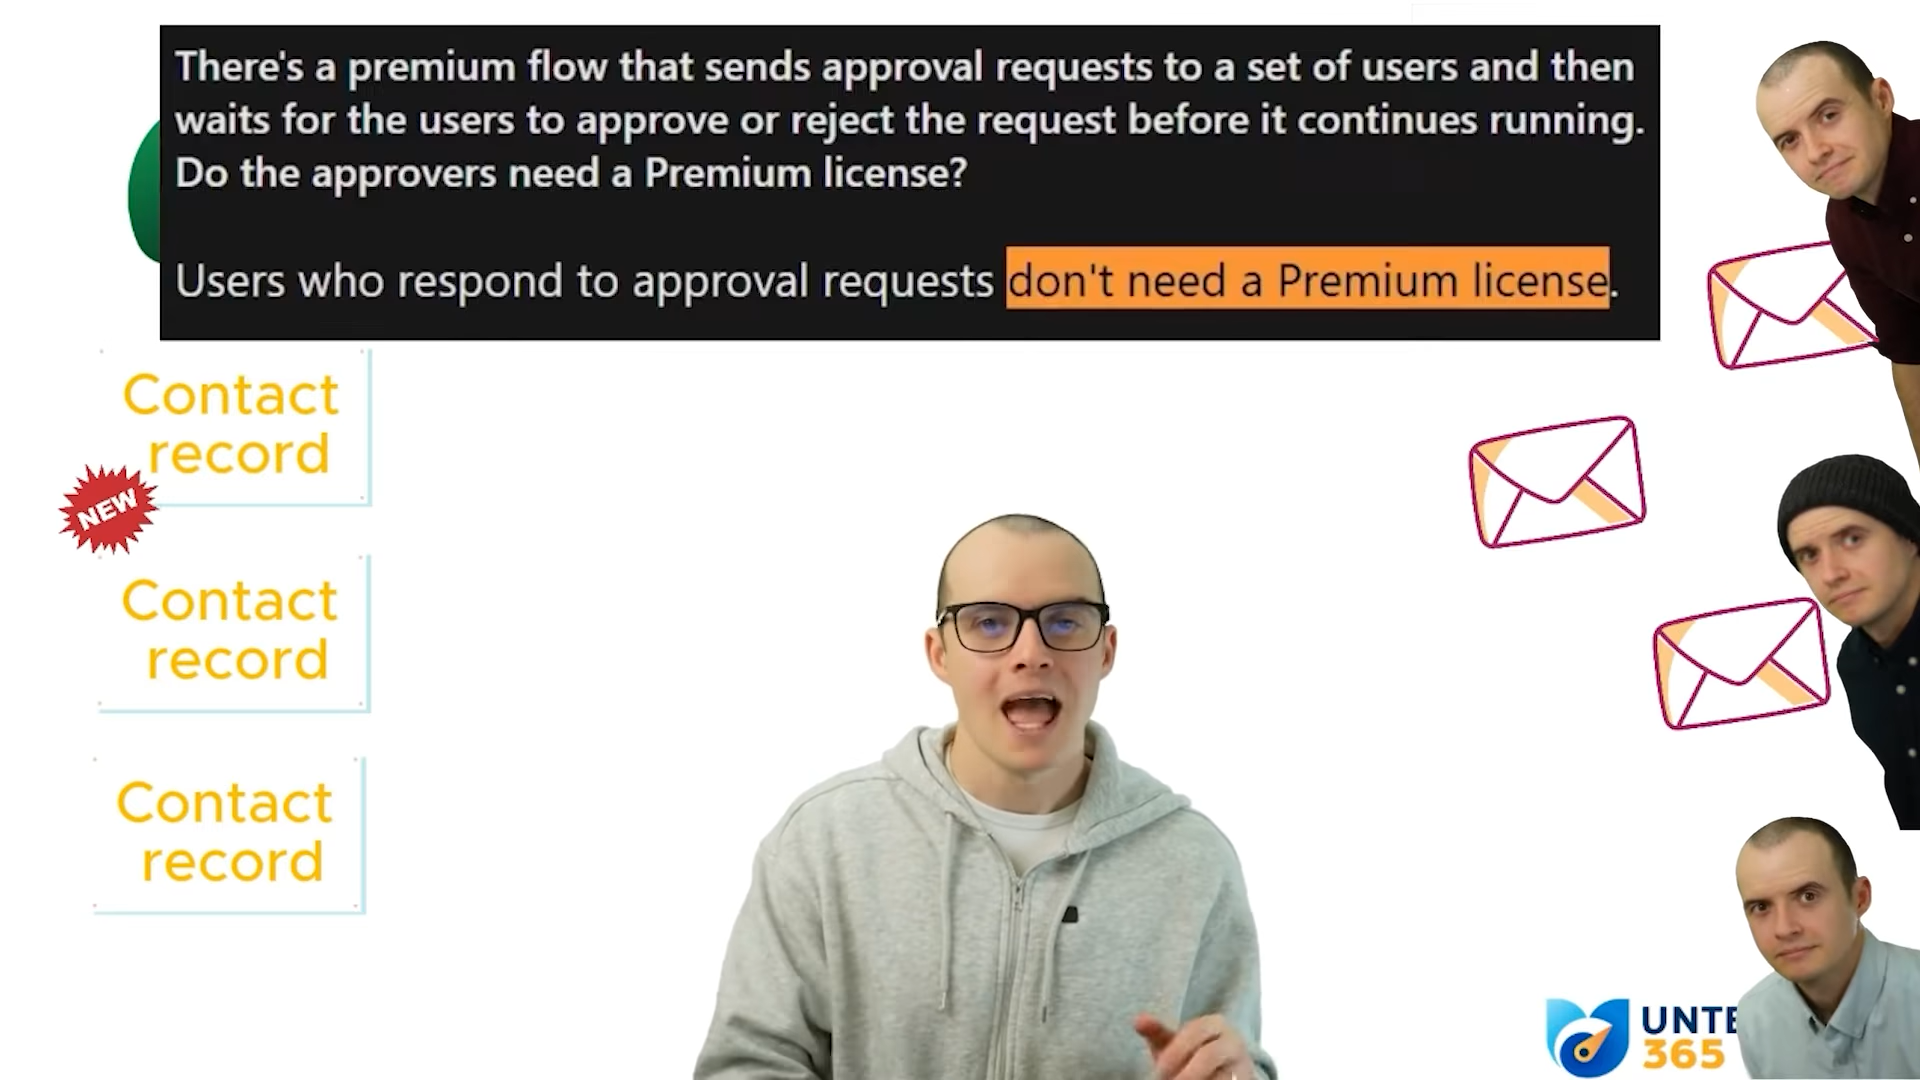 There's a premium flow that sends approval requests to a set of users and then
waits for the users to approve or reject the request before it continues running.
Do the approvers need a Premium license?
Users who respond to approval requests don't need a Premium license.
Contact
record
NEW
Contact
record
Contact
record
365